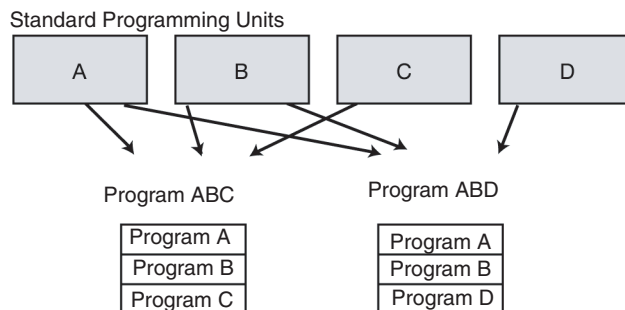 Standard Programming Units
A B C D
Program ABC Program ABD
Program A Program A
Program B Program B
Program C Program D